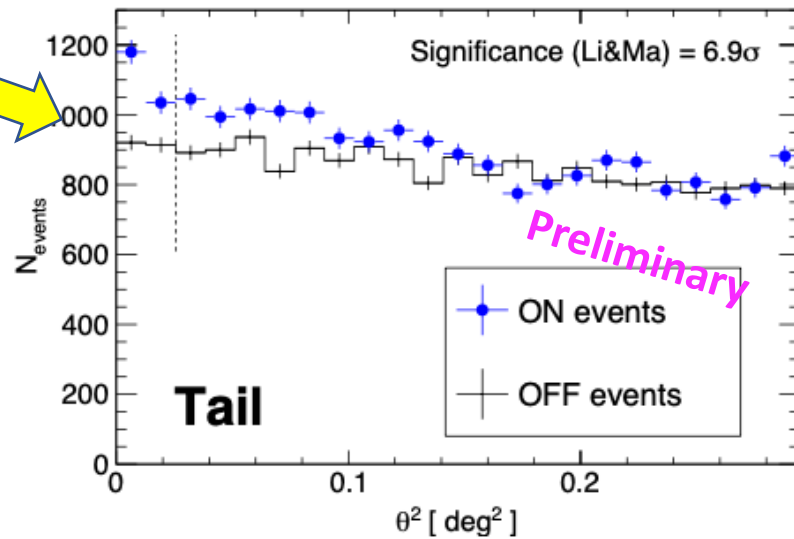 Significance (Li&Ma) = 6.9σ
1200
1000
800
600
400
200
0
N_events
Preliminary
ON events
OFF events
Tail
0 0.1 0.2
θ² [ deg² ]